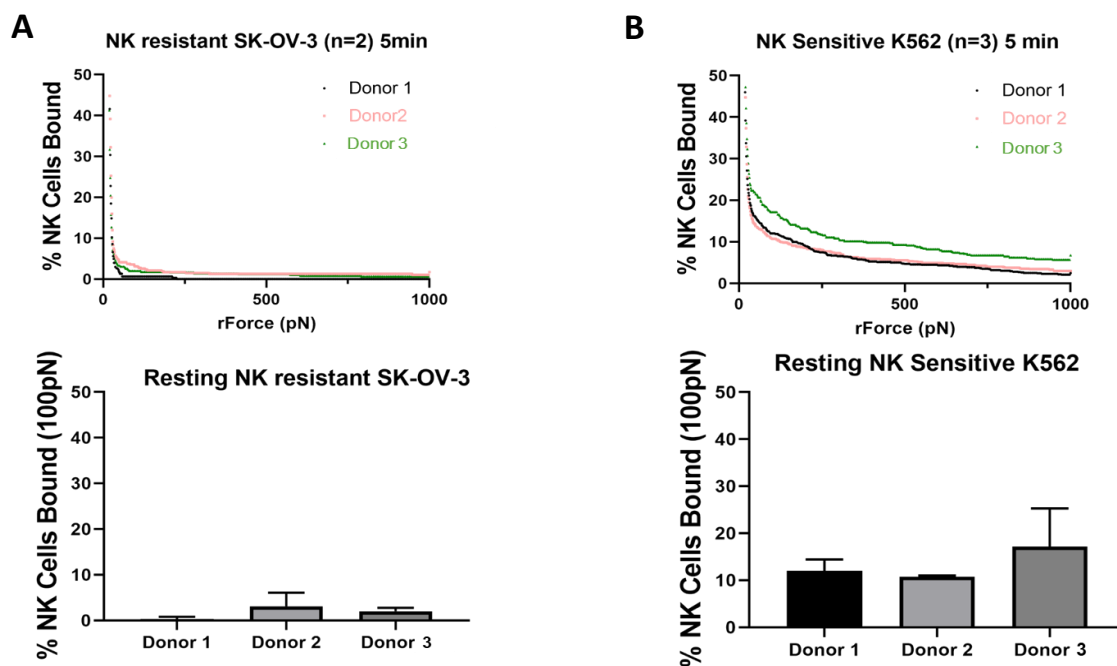 A
NK resistant SK-OV-3 (n=2) 5min
% NK Cells Bound
50
40
30
20
10
0
Donor 1
Donor2
Donor 3
0
500
1000
rForce (pN)
Resting NK resistant SK-OV-3
% NK Cells Bound (100pN)
50
40
30
20
10
0
Donor 1
Donor 2
Donor 3
B
NK Sensitive K562 (n=3) 5 min
% NK Cells Bound
50
40
30
20
10
0
Donor 1
Donor 2
Donor 3
0
500
1000
rForce (pN)
Resting NK Sensitive K562
% NK Cells Bound (100pN)
50
40
30
20
10
0
Donor 1
Donor 2
Donor 3